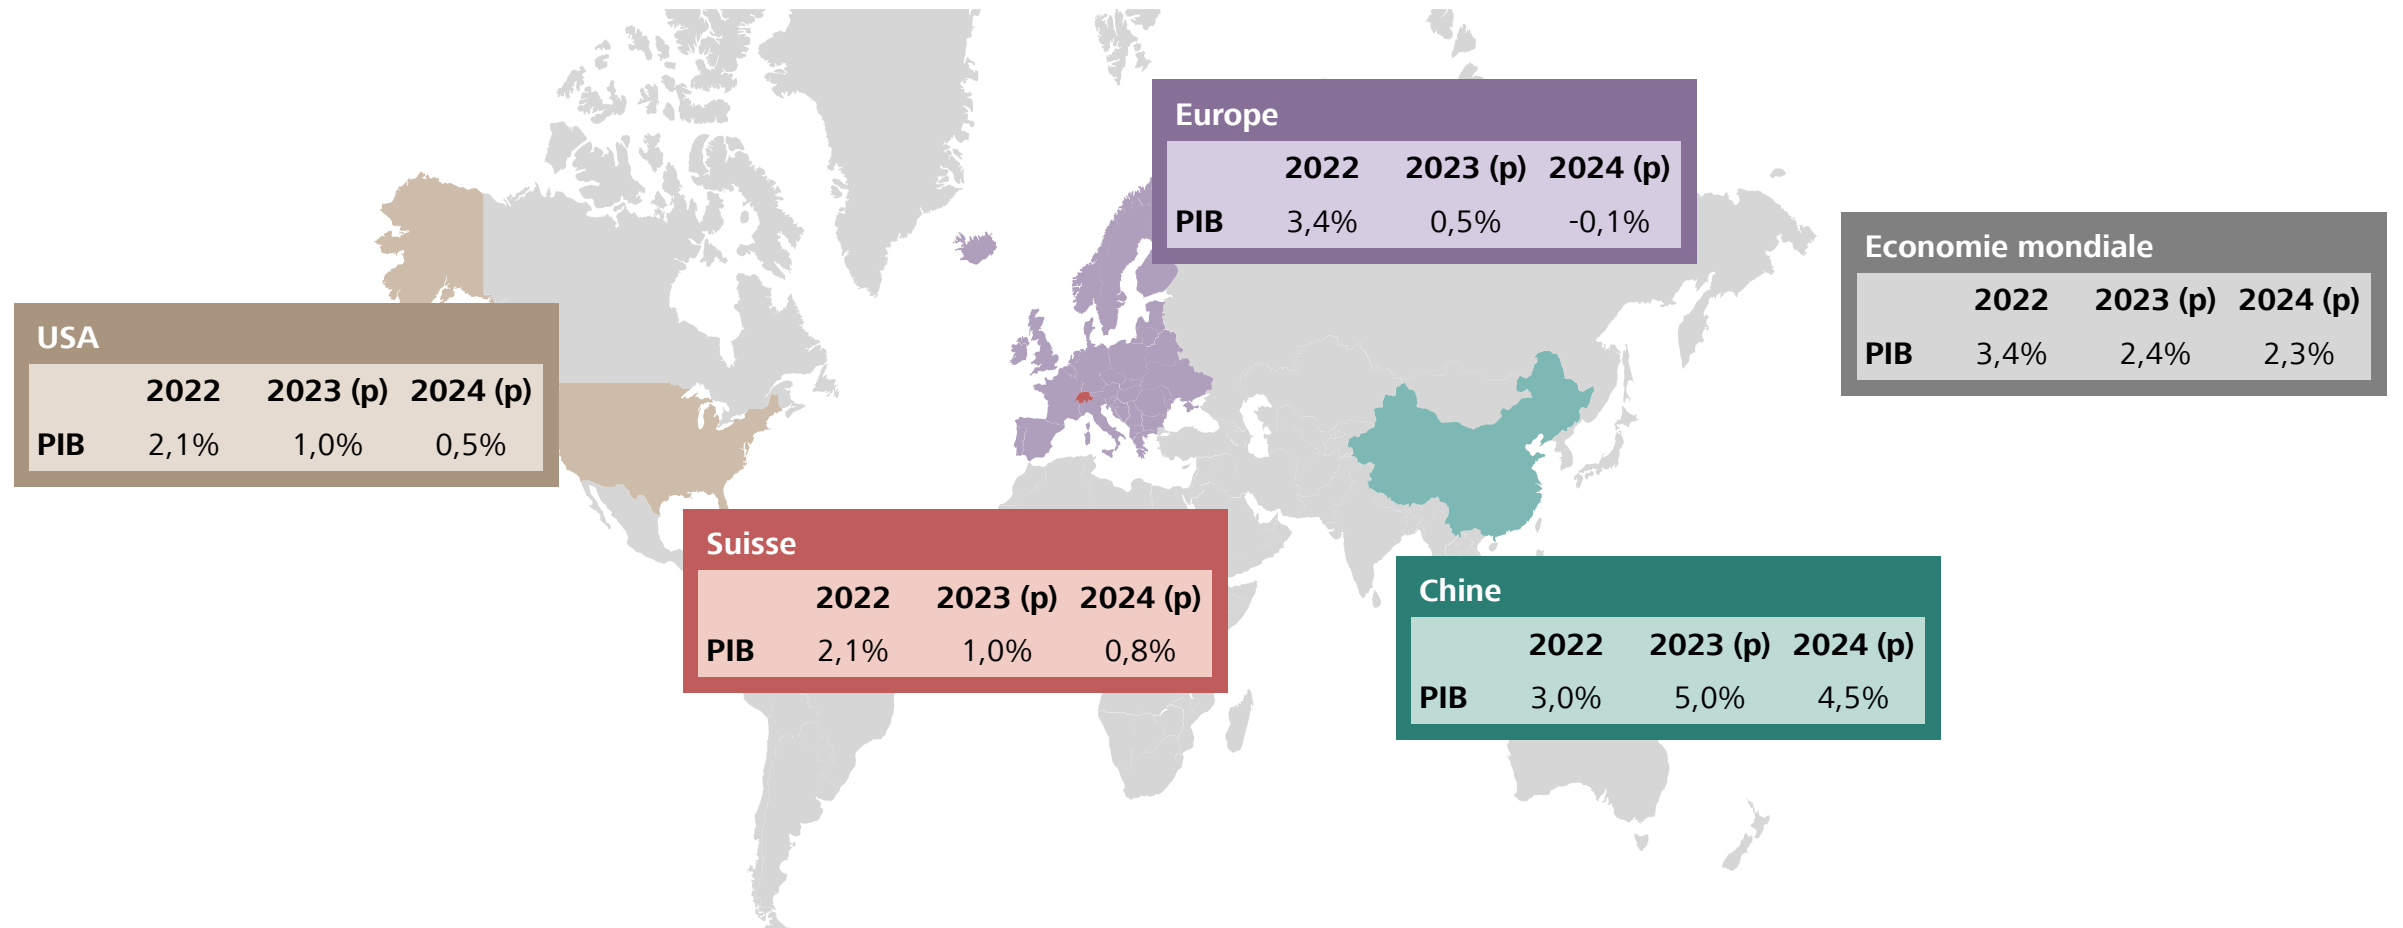 Europe
2022 2023 (p) 2024 (p)
PIB 3,4% 0,5% -0,1%
Economie mondiale
2022 2023 (p) 2024 (p)
PIB 3,4% 2,4% 2,3%
USA
2022 2023 (p) 2024 (p)
PIB 2,1% 1,0% 0,5%
Suisse
2022 2023 (p) 2024 (p)
PIB 2,1% 1,0% 0,8%
Chine
2022 2023 (p) 2024 (p)
PIB 3,0% 5,0% 4,5%